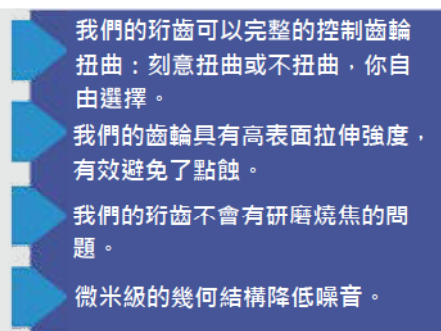 我們的珩齒可以完整的控制齒輪
扭曲：刻意扭曲或不扭曲，你自
由選擇。
我們的齒輪具有高表面拉伸強度，
有效避免了點蝕。
我們的珩齒不會有研磨燒焦的問
題。
微米級的幾何結構降低噪音。